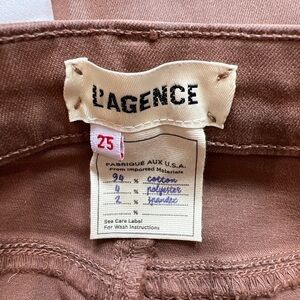 L'AGENCE
25
FABRIQUE AUX U.S.A.
From Imported Materials
94 % cotton
4 % polyester
2 % spandex
%
See Care Label
For Wash Instructions